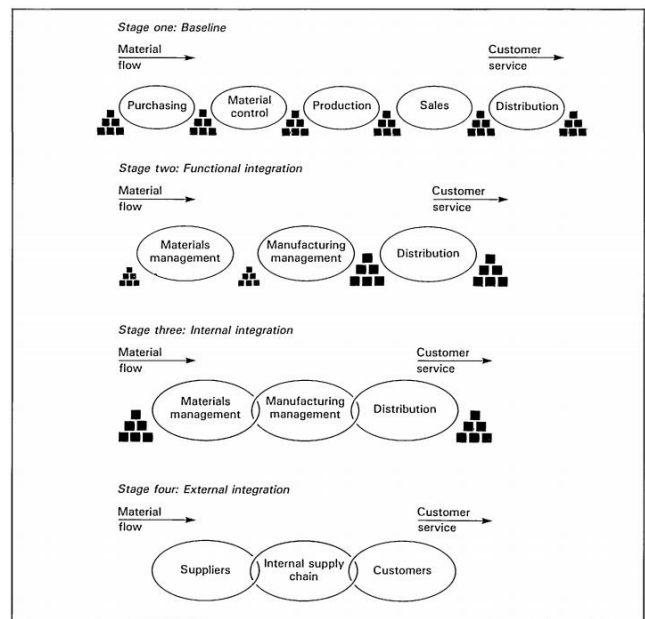 Stage one: Baseline
Material
flow
Customer
service
Purchasing
Material
control
Production
Sales
Distribution
Stage two: Functional integration
Material
flow
Customer
service
Materials
management
Manufacturing
management
Distribution
Stage three: Internal integration
Material
flow
Customer
service
Materials
management
Manufacturing
management
Distribution
Stage four: External integration
Material
flow
Customer
service
Suppliers
Internal supply
chain
Customers